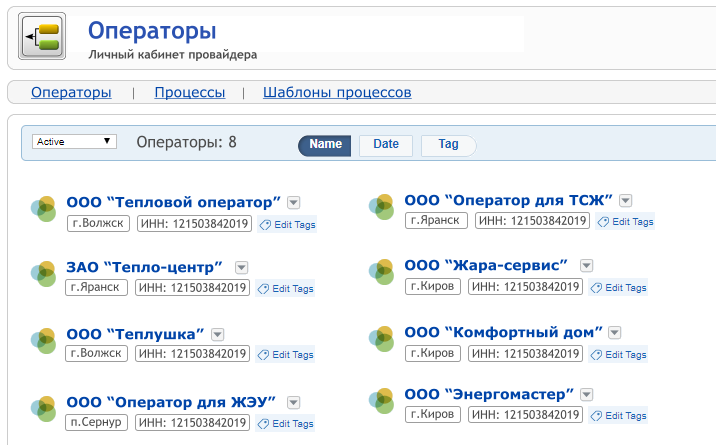 Операторы
Личный кабинет провайдера
Операторы | Процессы | Шаблоны процессов
Active Операторы: 8 Name Date Tag
ООО “Тепловой оператор”
г.Волжск ИНН: 121503842019 Edit Tags
ООО “Оператор для ТСЖ”
г.Яранск ИНН: 121503842019 Edit Tags
ЗАО “Тепло-центр”
г.Яранск ИНН: 121503842019 Edit Tags
ООО “Жара-сервис”
г.Киров ИНН: 121503842019 Edit Tags
ООО “Теплушка”
г.Волжск ИНН: 121503842019 Edit Tags
ООО “Комфортный дом”
г.Киров ИНН: 121503842019 Edit Tags
ООО “Оператор для ЖЭУ”
п.Сернур ИНН: 121503842019 Edit Tags
ООО “Энергомастер”
г.Киров ИНН: 121503842019 Edit Tags